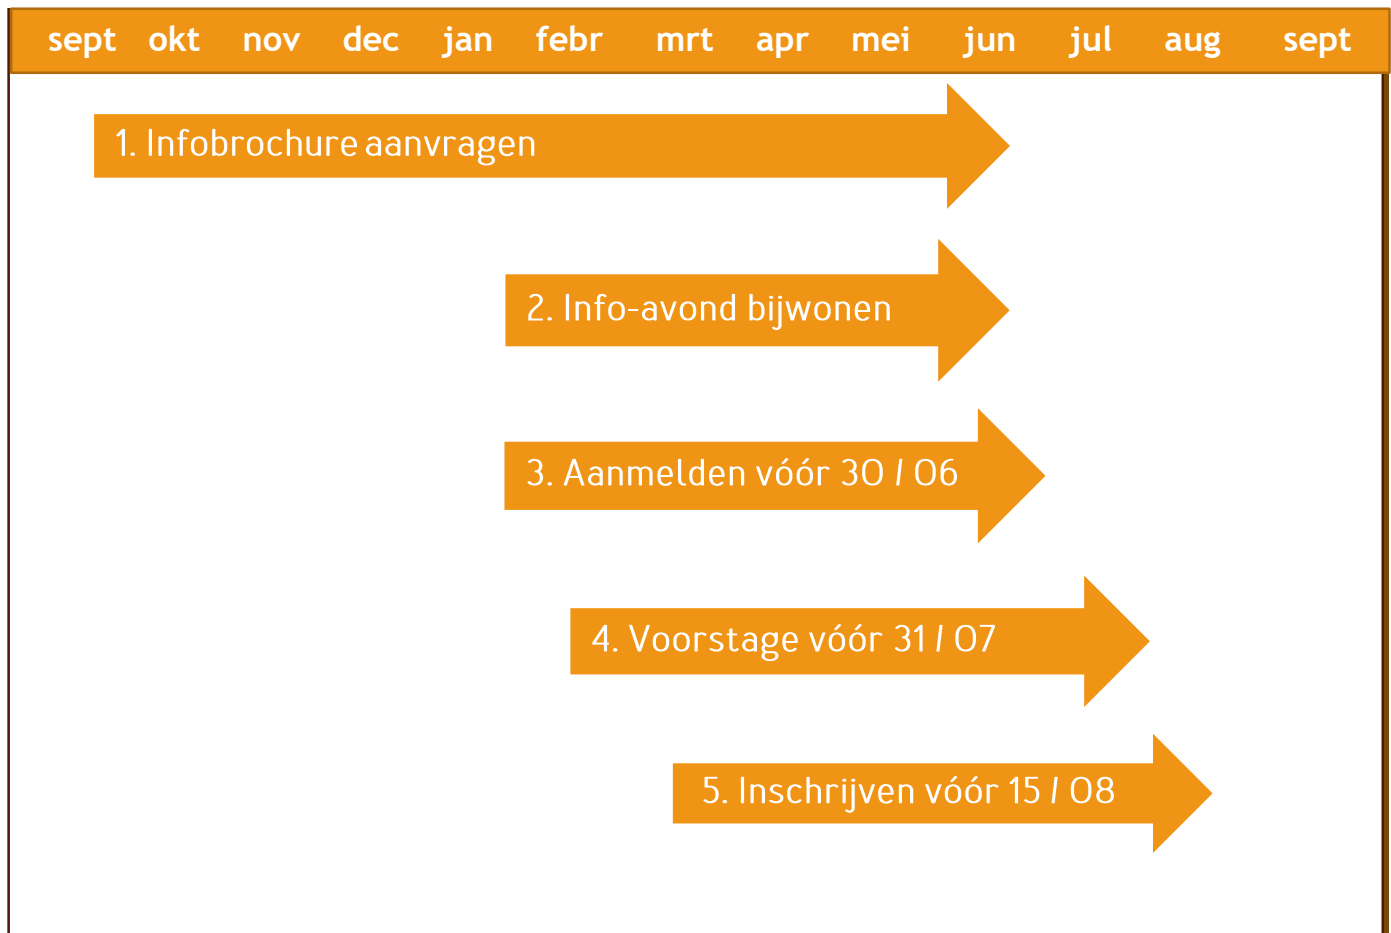 sept okt nov dec jan febr mrt apr mei jun jul aug sept
1. Infobrochure aanvragen
2. Info-avond bijwonen
3. Aanmelden vóór 30 / 06
4. Voorstage vóór 31 / 07
5. Inschrijven vóór 15 / 08